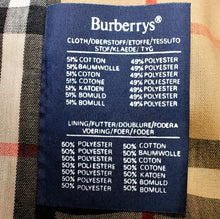 Burberrys®
CLOTH/OBERSTOFF/ETOFFE/TESSUTO
STOF/KLAEDE/TYG
51% COTTON 49% POLYESTER
51% BAUMWOLLE 49% POLYESTER
51% COTON 49% POLYESTER
51% COTONE 49% POLYESTER
51% KATOEN 49% POLYESTER
51% BOMULD 49% POLYESTER
51% BOMULL 49% POLYESTER
LINING/FUTTER/DOUBLURE/FODERA
VOERING/FOER/FODER
50% POLYESTER 50% COTTON
50% POLYESTER 50% BAUMWOLLE
50% POLYESTER 50% COTON
50% POLYESTER 50% COTONE
50% POLYESTER 50% KATOEN
50% POLYESTER 50% BOMULD
50% POLYESTER 50% BOMULL